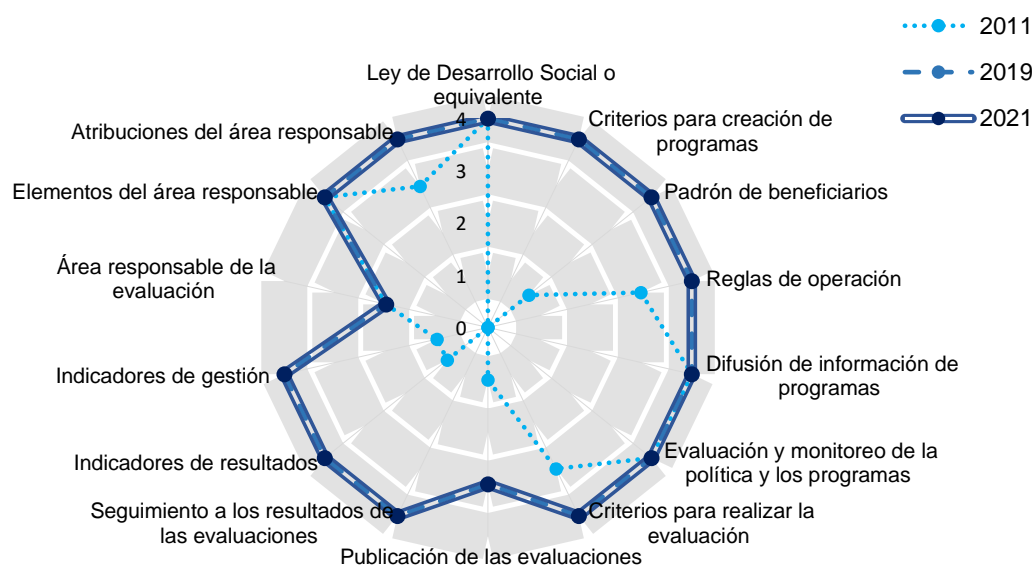 2011
2019
2021
Ley de Desarrollo Social o
equivalente
Criterios para creación de
programas
Padrón de beneficiarios
Reglas de operación
Difusión de información de
programas
Evaluación y monitoreo de la
política y los programas
Criterios para realizar la
evaluación
Publicación de las evaluaciones
Seguimiento a los resultados de
las evaluaciones
Indicadores de resultados
Indicadores de gestión
Área responsable de la
evaluación
Elementos del área responsable
Atribuciones del área responsable
4
3
2
1
0